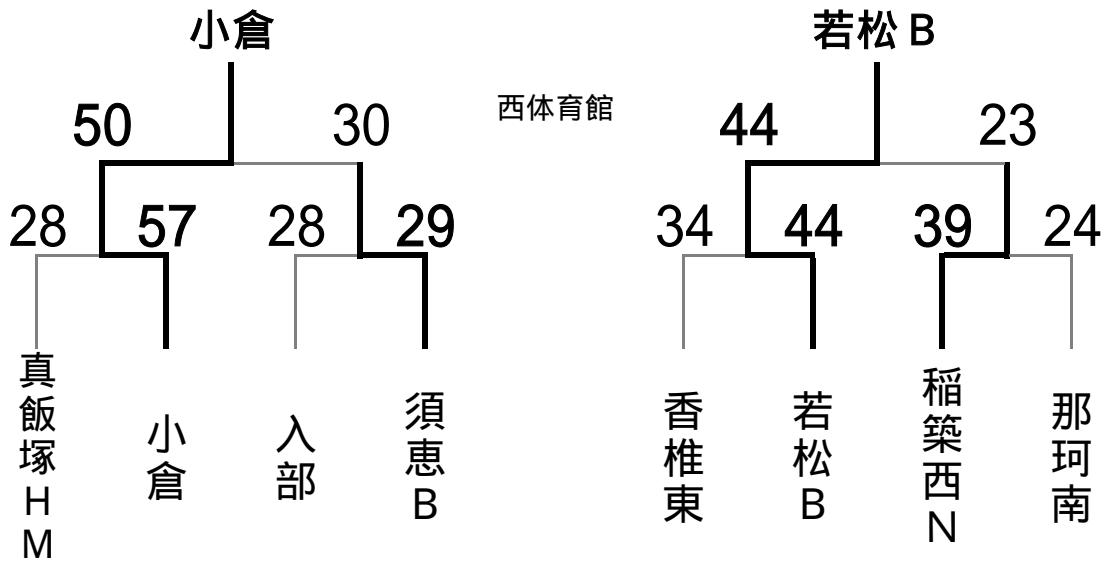 小倉
若松B
西体育館
50
30
44
23
28
57
28
29
34
44
39
24
真飯塚HM
小倉
入部
須恵B
香椎東
若松B
稲築西N
那珂南